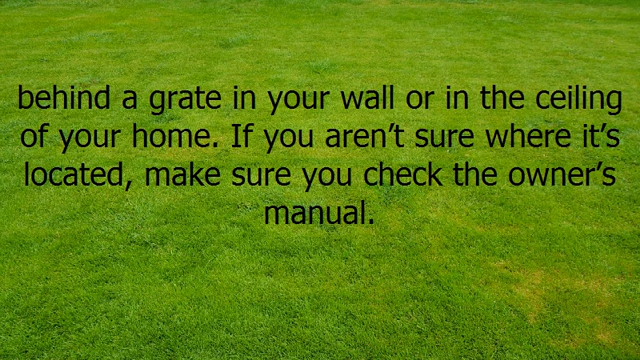 behind a grate in your wall or in the ceiling
of your home. If you aren’t sure where it’s
located, make sure you check the owner’s
manual.